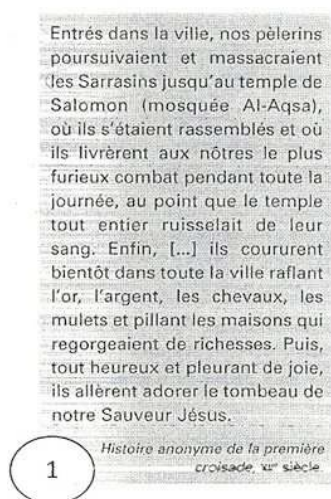 Entrés dans la ville, nos pèlerins
poursuivaient et massacraient
les Sarrasins jusqu'au temple de
Salomon (mosquée Al-Aqsa),
où ils s'étaient rassemblés et où
ils livrèrent aux nôtres le plus
furieux combat pendant toute la
journée, au point que le temple
tout entier ruisselait de leur
sang. Enfin, [...] ils coururent
bientôt dans toute la ville raflant
l'or, l'argent, les chevaux, les
mulets et pillant les maisons qui
regorgeaient de richesses. Puis,
tout heureux et pleurant de joie,
ils allèrent adorer le tombeau de
notre Sauveur Jésus.
Histoire anonyme de la première
croisade, siècle.
1